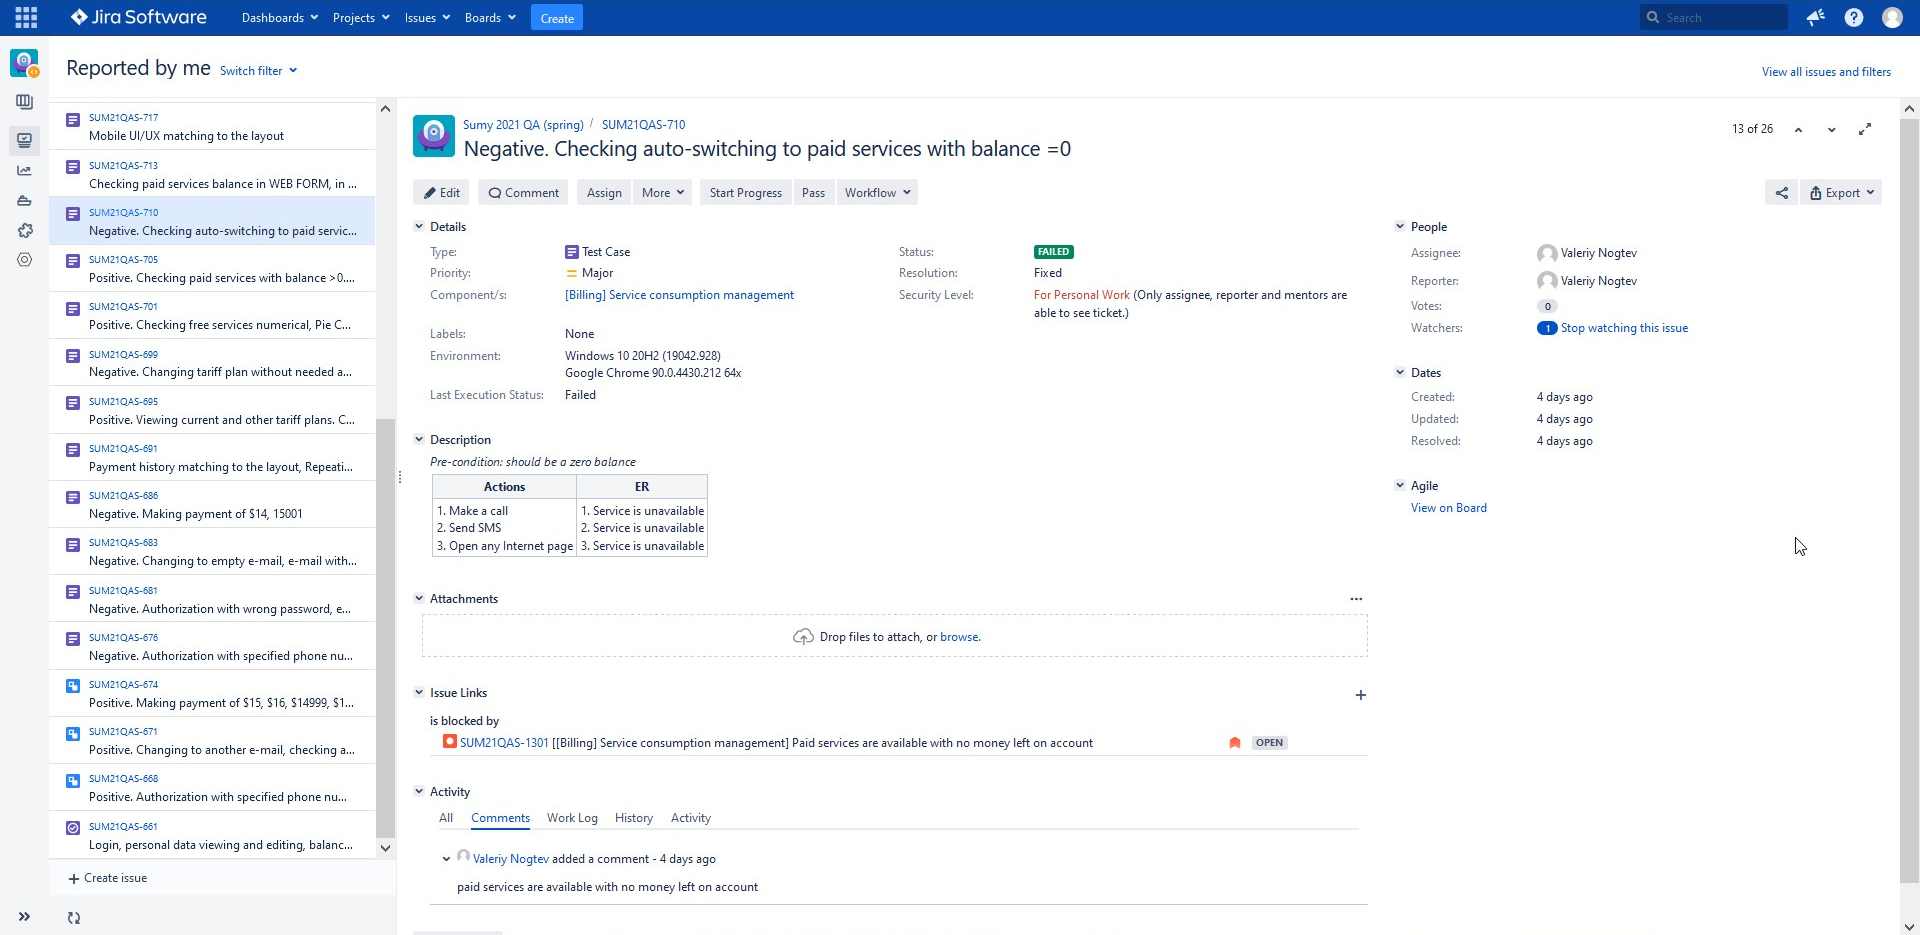 Jira Software
Dashboards
Projects
Issues
Boards
Create
Search
Reported by me
Switch filter
View all issues and filters
SUM21QAS-717
Mobile UI/UX matching to the layout
SUM21QAS-713
Checking paid services balance in WEB FORM, in ...
SUM21QAS-710
Negative. Checking auto-switching to paid servic...
SUM21QAS-705
Positive. Checking paid services with balance >0....
SUM21QAS-701
Positive. Checking free services numerical, Pie C...
SUM21QAS-699
Negative. Changing tariff plan without needed a...
SUM21QAS-695
Positive. Viewing current and other tariff plans. C...
SUM21QAS-691
Payment history matching to the layout, Repeati...
SUM21QAS-686
Negative. Making payment of $14, 15001
SUM21QAS-683
Negative. Changing to empty e-mail, e-mail with...
SUM21QAS-681
Negative. Authorization with wrong password, e...
SUM21QAS-676
Negative. Authorization with specified phone nu...
SUM21QAS-674
Positive. Making payment of $15, $16, $14999, $1...
SUM21QAS-671
Positive. Changing to another e-mail, checking a...
SUM21QAS-668
Positive. Authorization with specified phone nu...
SUM21QAS-661
Login, personal data viewing and editing, balanc...
Create issue
Sumy 2021 QA (spring) / SUM21QAS-710
Negative. Checking auto-switching to paid services with balance =0
13 of 26
Edit
Comment
Assign
More
Start Progress
Pass
Workflow
Export
Details
Type: Test Case
Status: FAILED
Priority: Major
Resolution: Fixed
Component/s: [Billing] Service consumption management
Security Level: For Personal Work (Only assignee, reporter and mentors are
able to see ticket.)
Labels: None
Environment: Windows 10 20H2 (19042.928)
Google Chrome 90.0.4430.212 64x
Last Execution Status: Failed
Description
Pre-condition: should be a zero balance
Actions ER
1. Make a call 1. Service is unavailable
2. Send SMS 2. Service is unavailable
3. Open any Internet page 3. Service is unavailable
Attachments
Drop files to attach, or browse.
Issue Links
is blocked by
SUM21QAS-1301 [[Billing] Service consumption management] Paid services are available with no money left on account OPEN
Activity
All Comments Work Log History Activity
Valeriy Nogtev added a comment - 4 days ago
paid services are available with no money left on account
People
Assignee: Valeriy Nogtev
Reporter: Valeriy Nogtev
Votes: 0
Watchers: 1 Stop watching this issue
Dates
Created: 4 days ago
Updated: 4 days ago
Resolved: 4 days ago
Agile
View on Board